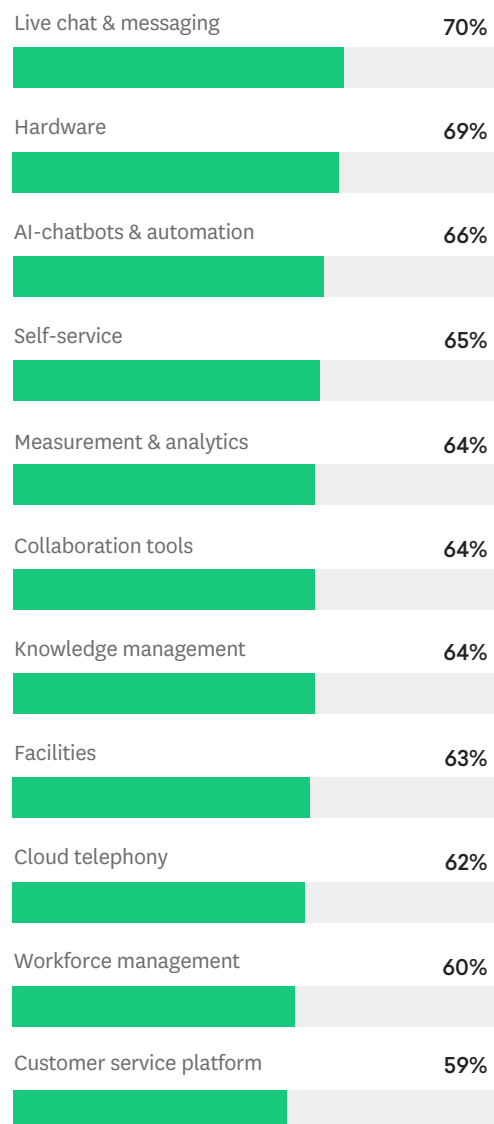 Live chat & messaging 70%
Hardware 69%
AI-chatbots & automation 66%
Self-service 65%
Measurement & analytics 64%
Collaboration tools 64%
Knowledge management 64%
Facilities 63%
Cloud telephony 62%
Workforce management 60%
Customer service platform 59%